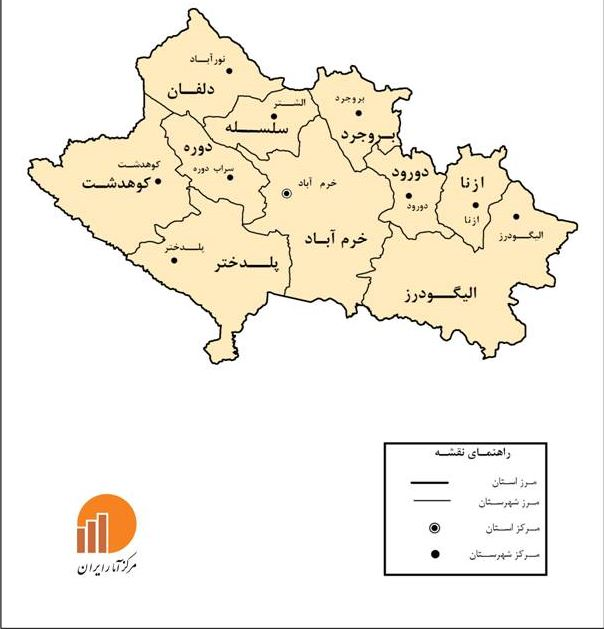 نورآباد
دلفان
الشتر
سلسله
بروجرد
بروجرد
دوره
سراب دوره
کوهدشت
کوهدشت
خرم آباد
خرم آباد
دورود
دورود
ازنا
ازنا
الیگودرز
الیگودرز
پلدختر
پلدختر
راهنمای نقشه
مرز استان
مرز شهرستان
مرکز استان
مرکز شهرستان
مرکز آمار ایران